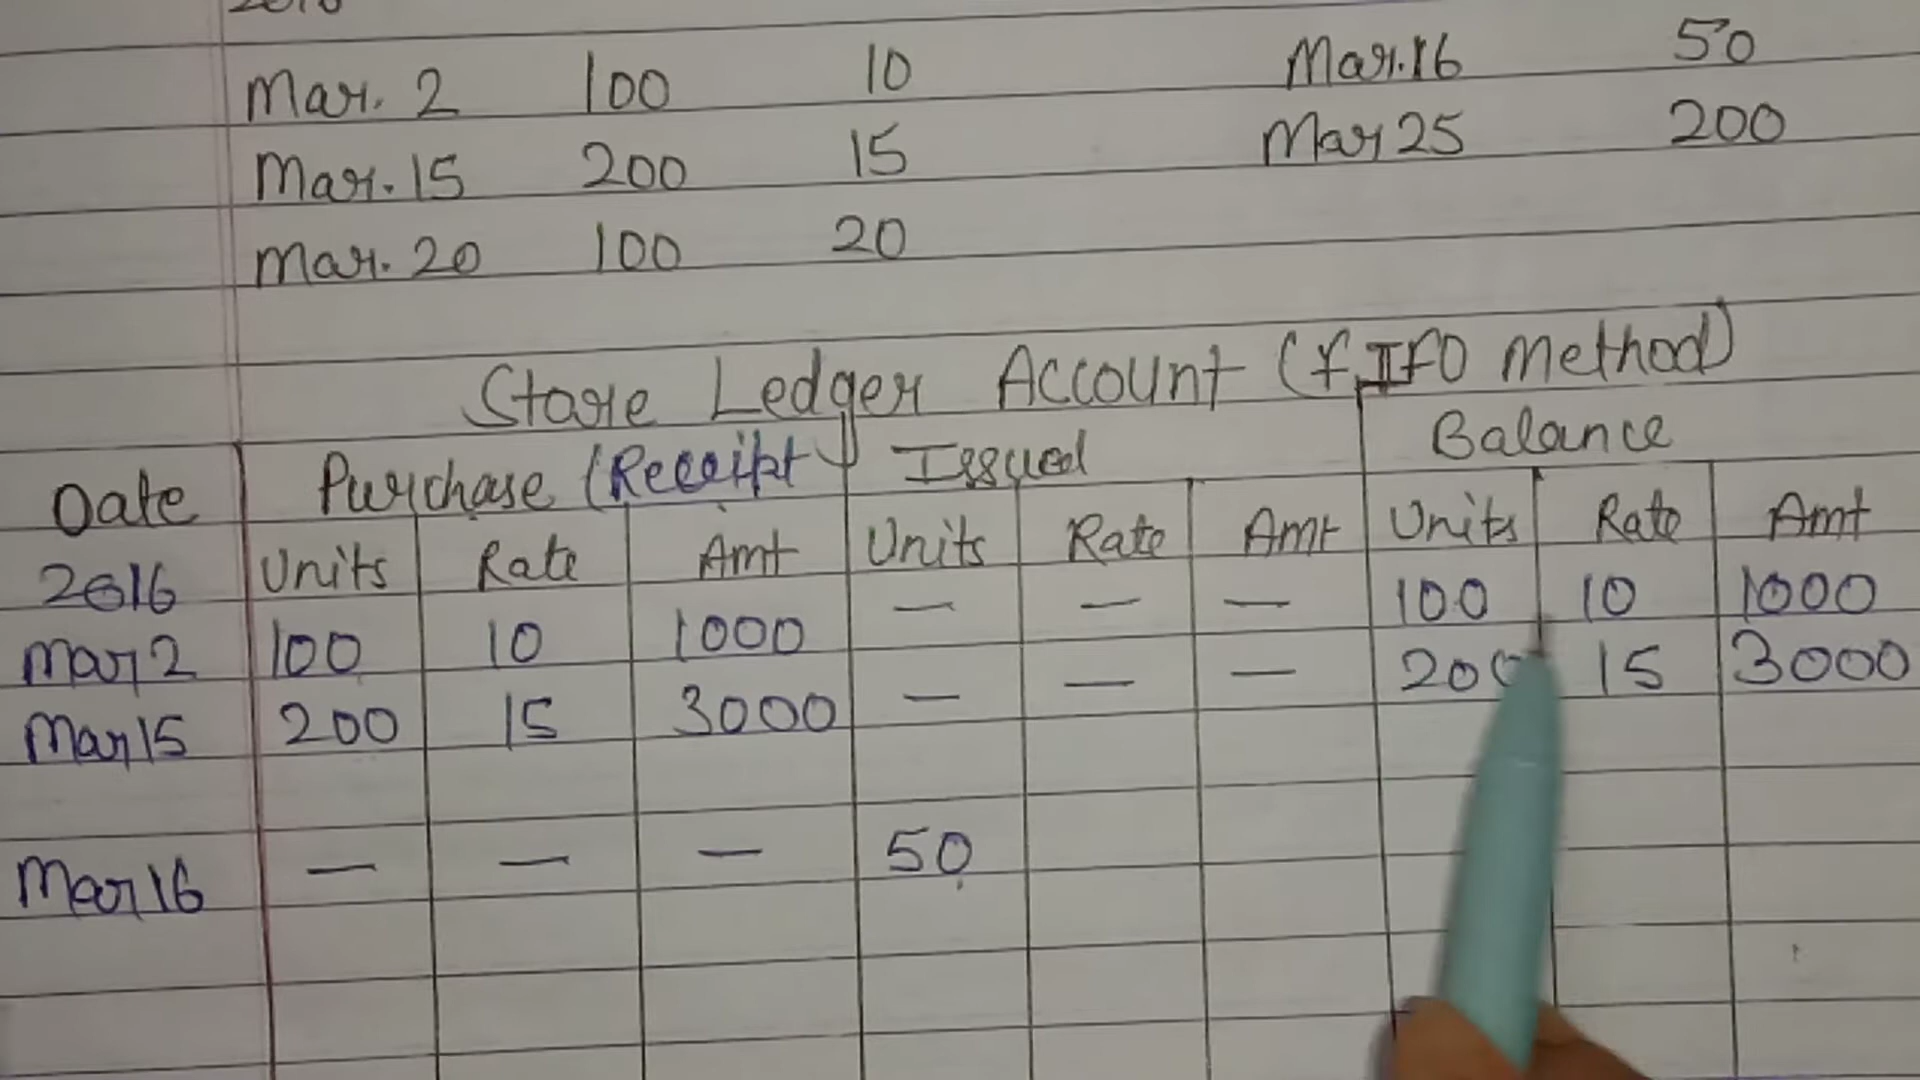 Mar. 2 100 10 Mar.16 50
Mar.15 200 15 Mar 25 200
Mar. 20 100 20
Store Ledger Account (FIFO Method)
Date Purchase (Receipt) Issued Balance
2016 Units Rate Amt Units Rate Amt Units Rate Amt
Mar 2 100 10 1000 — — — 100 10 1000
Mar 15 200 15 3000 — — — 200 15 3000
Mar 16 — — — 50